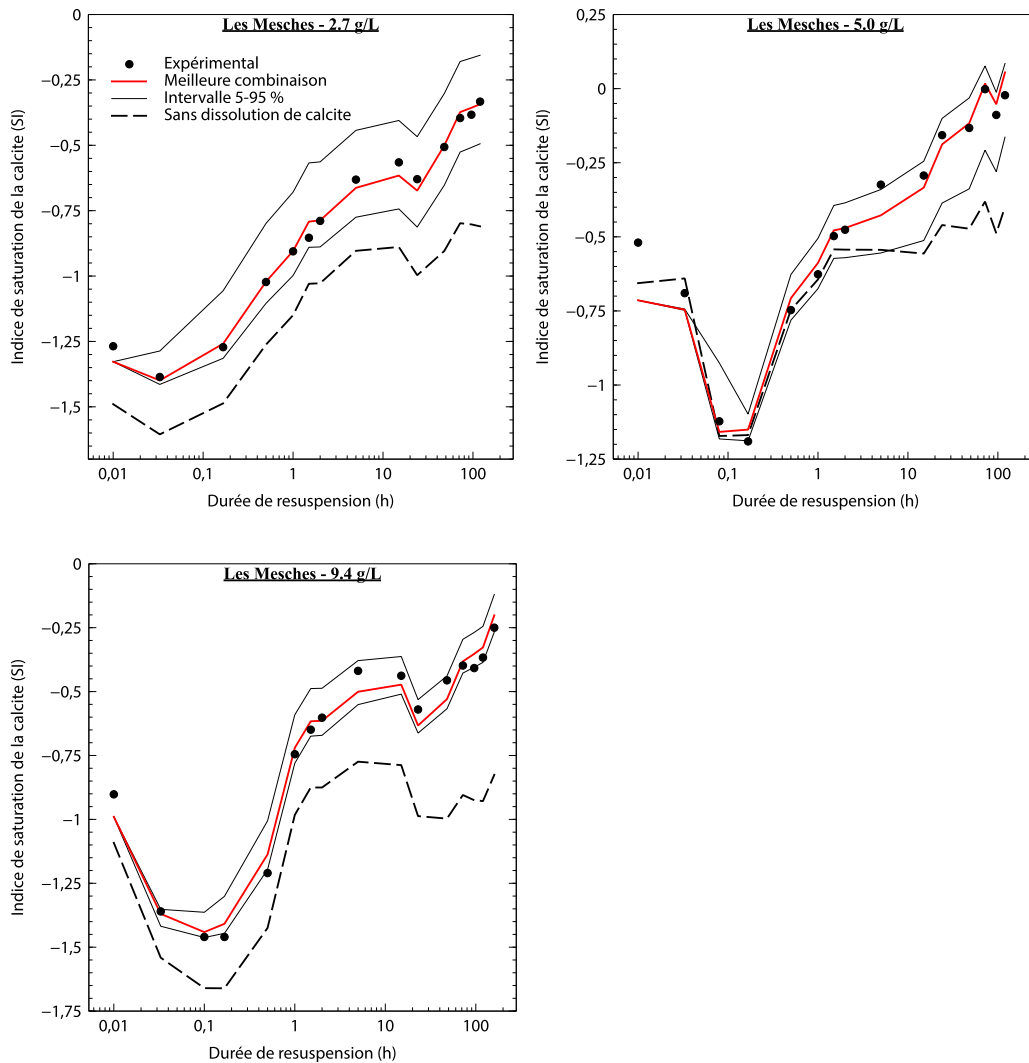 Les Mesches - 2.7 g/L
Expérimental
Meilleure combinaison
Intervalle 5-95 %
Sans dissolution de calcite
Indice de saturation de la calcite (SI)
0
−0,25
−0,5
−0,75
−1
−1,25
−1,5
0,01 0,1 1 10 100
Durée de resuspension (h)
Les Mesches - 5.0 g/L
Indice de saturation de la calcite (SI)
0,25
0
−0,25
−0,5
−0,75
−1
−1,25
0,01 0,1 1 10 100
Durée de resuspension (h)
Les Mesches - 9.4 g/L
Indice de saturation de la calcite (SI)
0
−0,25
−0,5
−0,75
−1
−1,25
−1,5
−1,75
0,01 0,1 1 10 100
Durée de resuspension (h)